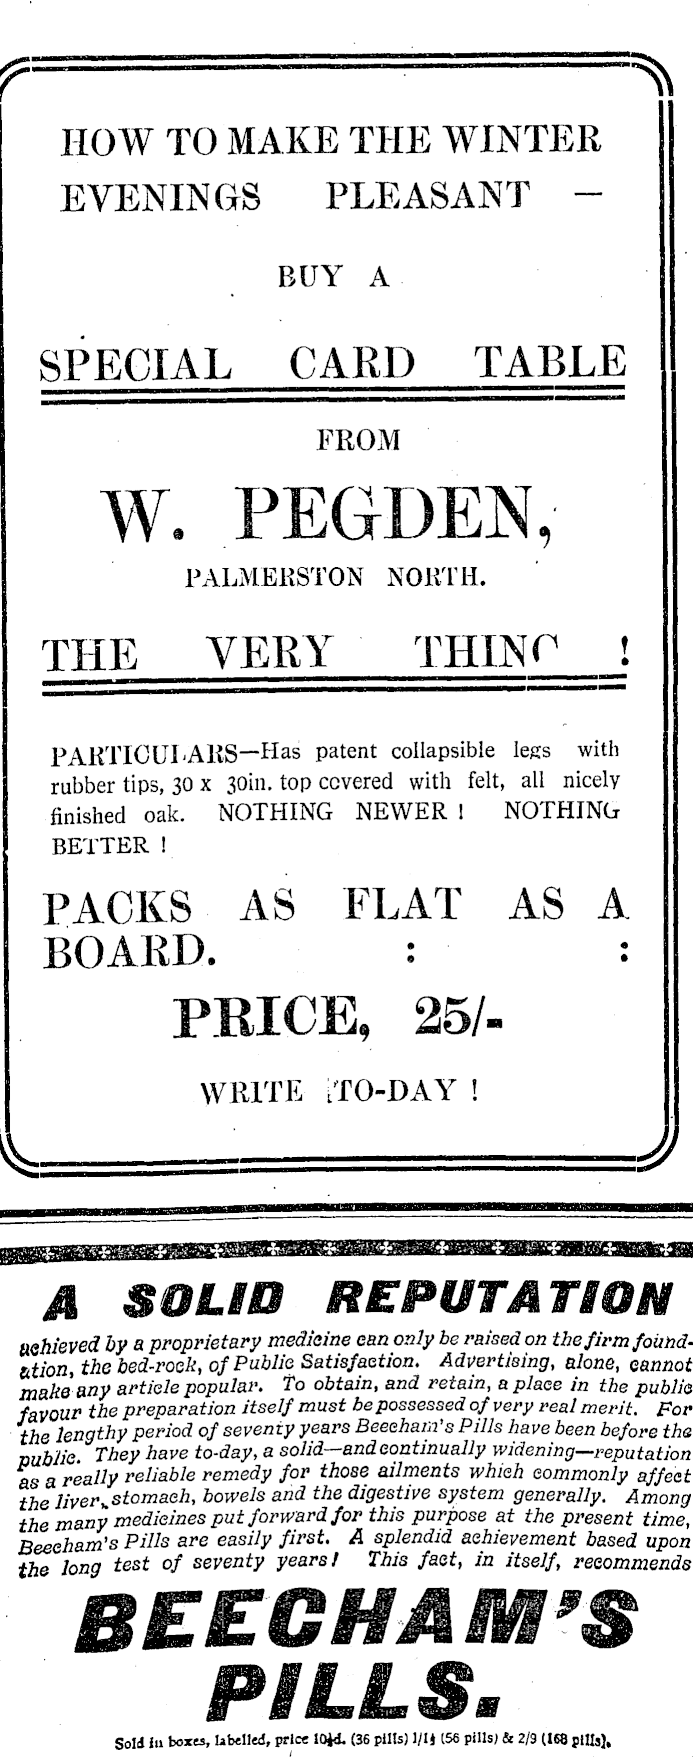 HOW TO MAKE THE WINTER
EVENINGS PLEASANT —
BUY A
SPECIAL CARD TABLE
FROM
W. PEGDEN,
PALMERSTON NORTH.
THE VERY THING !
PARTICULARS—Has patent collapsible legs with
rubber tips, 30 x 30in. top covered with felt, all nicely
finished oak. NOTHING NEWER ! NOTHING
BETTER !
PACKS AS FLAT AS A
BOARD. : :
PRICE, 25/-
WRITE TO-DAY !
A SOLID REPUTATION
achieved by a proprietary medicine can only be raised on the firm found-
ation, the bed-rock, of Public Satisfaction. Advertising, alone, cannot
make any article popular. To obtain, and retain, a place in the public
favour the preparation itself must be possessed of very real merit. For
the lengthy period of seventy years Beecham's Pills have been before the
public. They have to-day, a solid—and continually widening—reputation
as a really reliable remedy for those ailments which commonly affect
the liver, stomach, bowels and the digestive system generally. Among
the many medicines put forward for this purpose at the present time,
Beecham's Pills are easily first. A splendid achievement based upon
the long test of seventy years! This fact, in itself, recommends
BEECHAM'S
PILLS.
Sold in boxes, labelled, price 10½d. (36 pills) 1/1½ (56 pills) & 2/9 (168 pills).